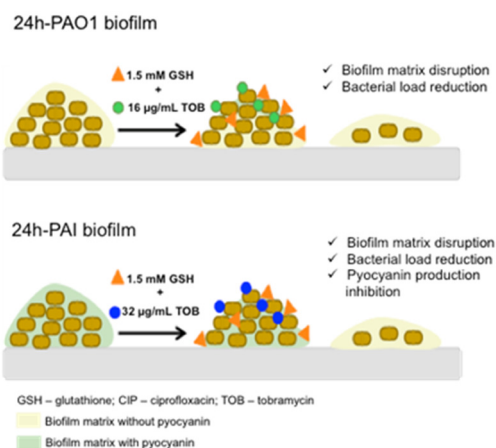 24h-PAO1 biofilm
1.5 mM GSH
+
16 µg/mL TOB
✓ Biofilm matrix disruption
✓ Bacterial load reduction
24h-PAI biofilm
1.5 mM GSH
+
32 µg/mL TOB
✓ Biofilm matrix disruption
✓ Bacterial load reduction
✓ Pyocyanin production
inhibition
GSH – glutathione; CIP – ciprofloxacin; TOB – tobramycin
Biofilm matrix without pyocyanin
Biofilm matrix with pyocyanin